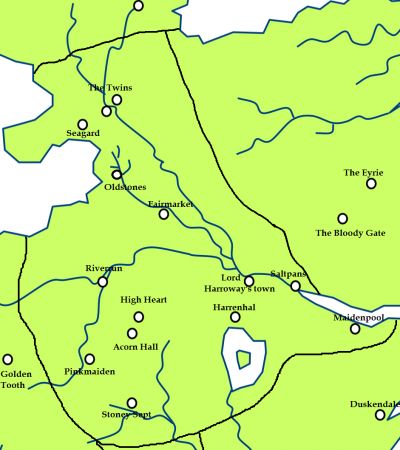 The Twins
Seagard
The Eyrie
Oldstones
Fairmarket
The Bloody Gate
Riverrun
Lord
Harroway's town
Salipans
High Heart
Harrenhal
Maidenpool
Acorn Hall
Golden
Tooth
Pinkmaiden
Stoney Sept
Duskendale